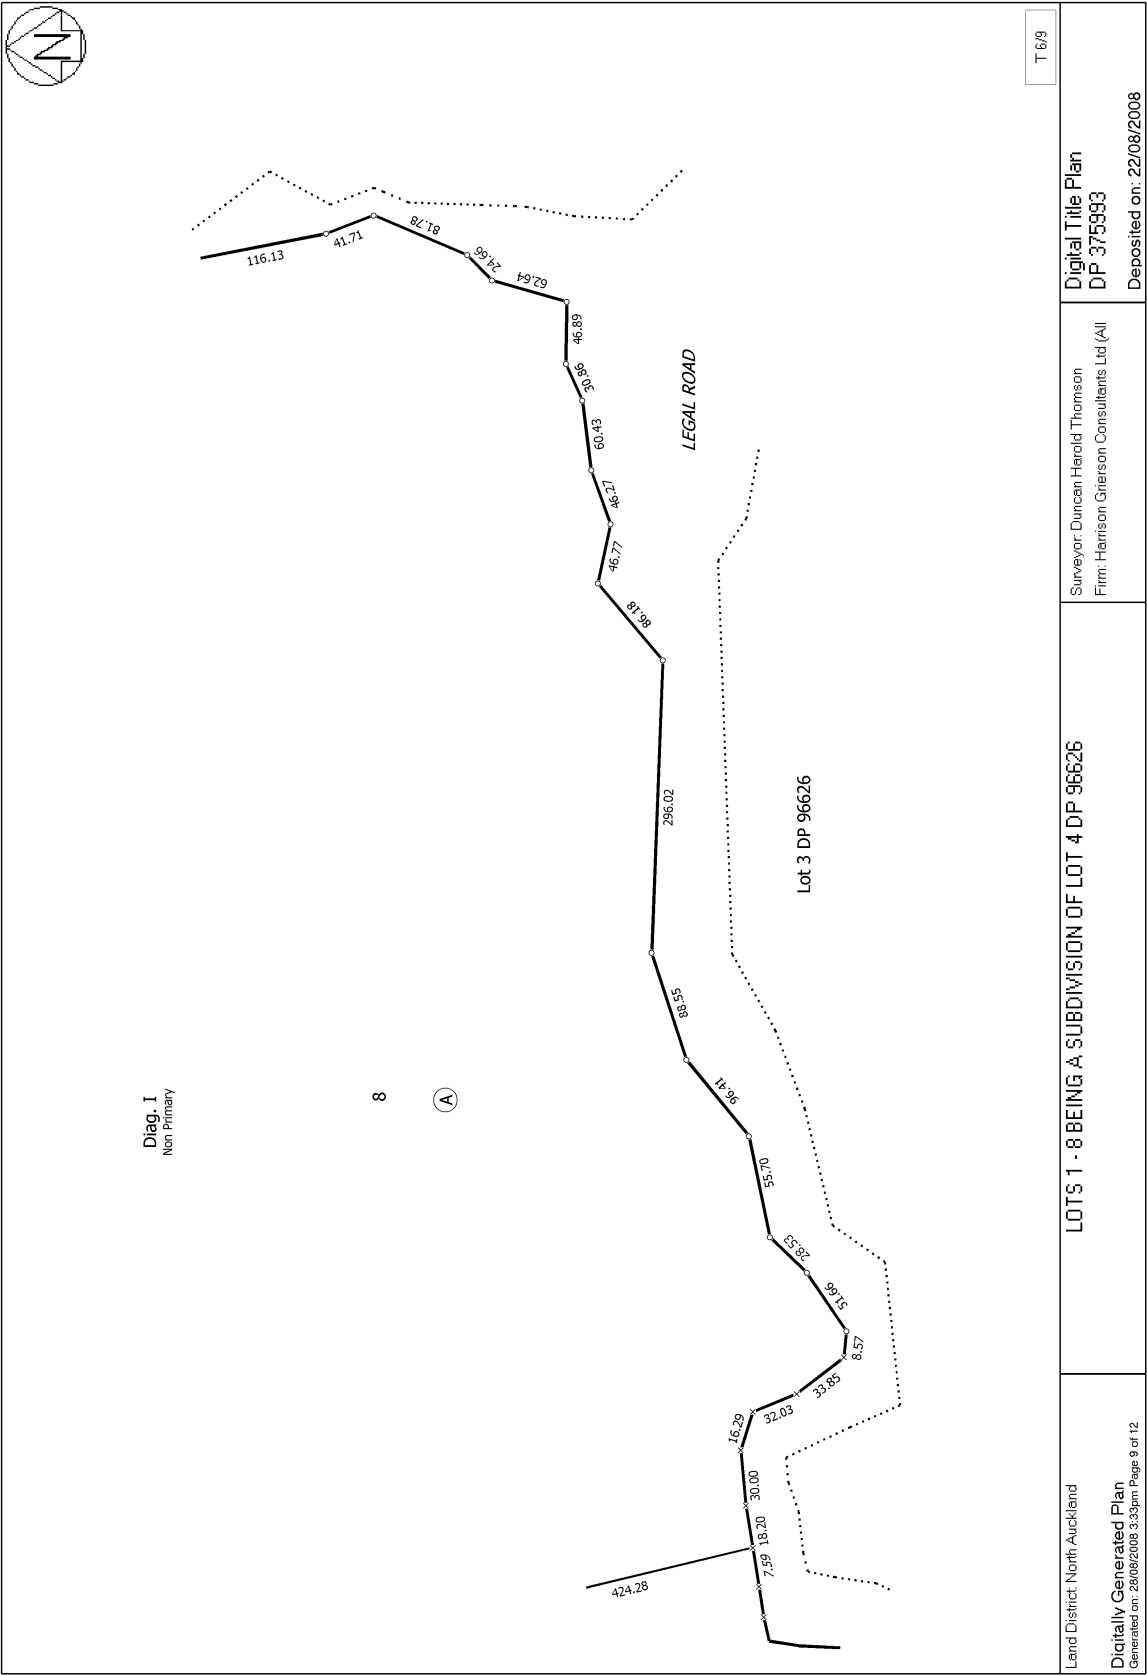 Diag. I
Non Primary
8
A
N
T 6/9
116.13
41.71
81.78
24.66
62.64
46.89
30.86
60.43
46.27
46.77
86.18
296.02
88.55
96.41
55.70
28.53
51.66
8.57
33.85
32.03
16.29
30.00
18.20
7.59
424.28
LEGAL ROAD
Lot 3 DP 96626
Land District: North Auckland
Digitally Generated Plan
Generated on: 28/08/2008 3:33pm Page 9 of 12
LOTS 1 - 8 BEING A SUBDIVISION OF LOT 4 DP 96626
Surveyor: Duncan Harold Thomson
Firm: Harrison Grierson Consultants Ltd (All
Digital Title Plan
DP 375993
Deposited on: 22/08/2008